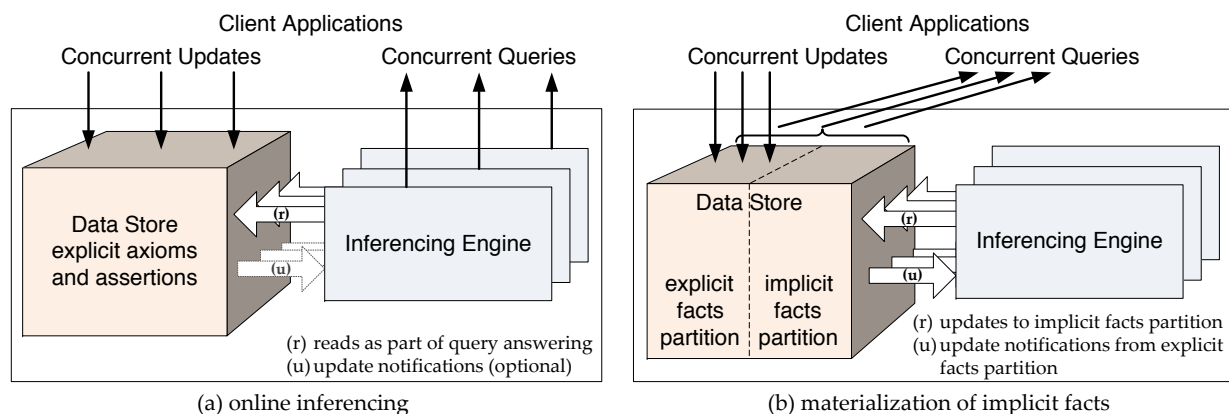 Client Applications
Concurrent Updates
Concurrent Queries
Data Store
explicit axioms
and assertions
(r)
(u)
Inferencing Engine
(r) reads as part of query answering
(u) update notifications (optional)
(a) online inferencing
Client Applications
Concurrent Updates
Concurrent Queries
Data Store
explicit
facts
partition
implicit
facts
partition
(r)
(u)
Inferencing Engine
(r) updates to implicit facts partition
(u) update notifications from explicit
facts partition
(b) materialization of implicit facts